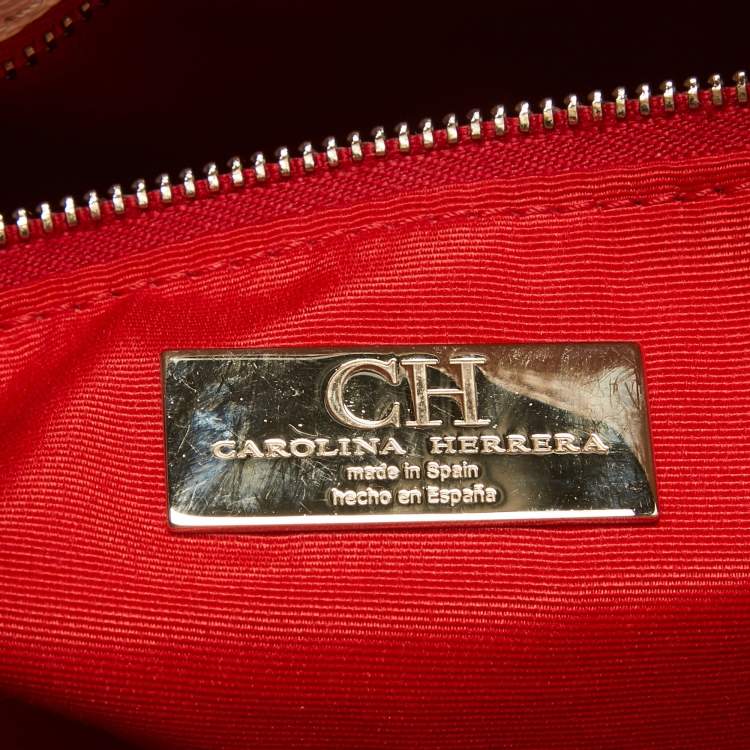 CH
CAROLINA HERRERA
made in Spain
hecho en España